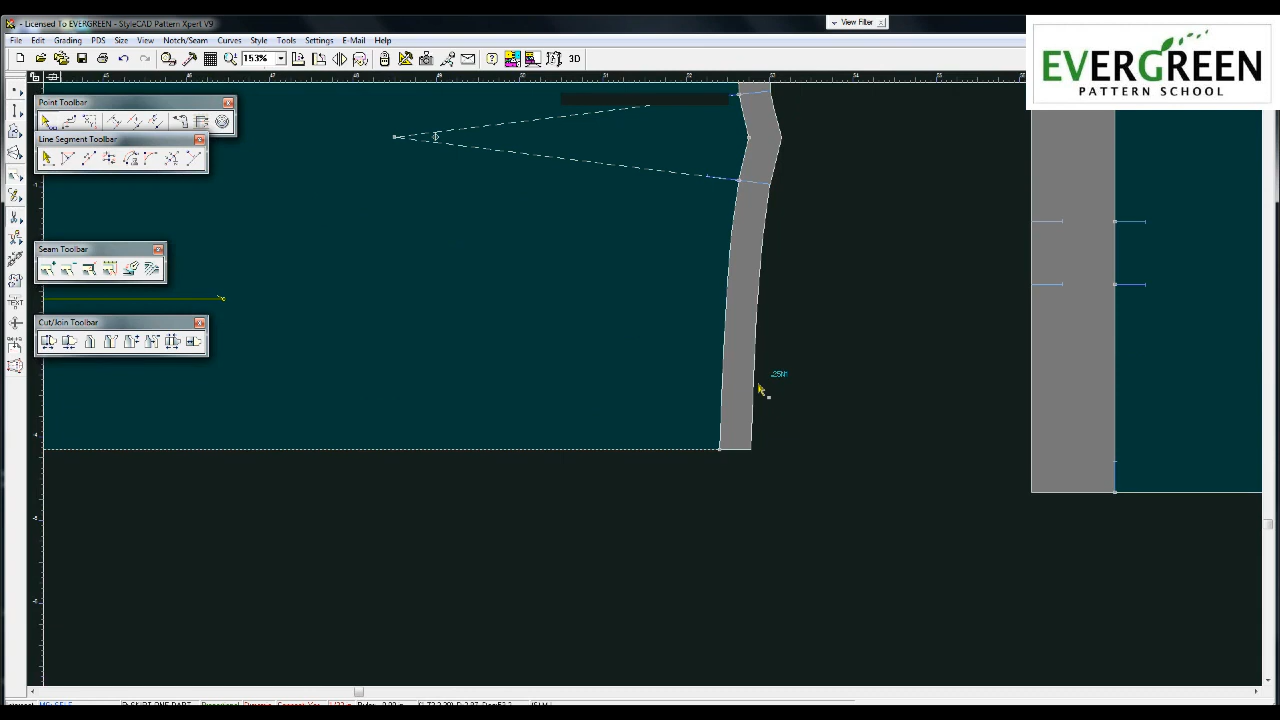 - Licensed To EVERGREEN - StyleCAD Pattern Xpert V9
View Filter
File Edit Grading PDS Size View Notch/Seam Curves Style Tools Settings E-Mail Help
153%
3D
EVERGREEN
PATTERN SCHOOL
Point Toolbar
Line Segment Toolbar
Seam Toolbar
TEXT
Cut/Join Toolbar
.25N1